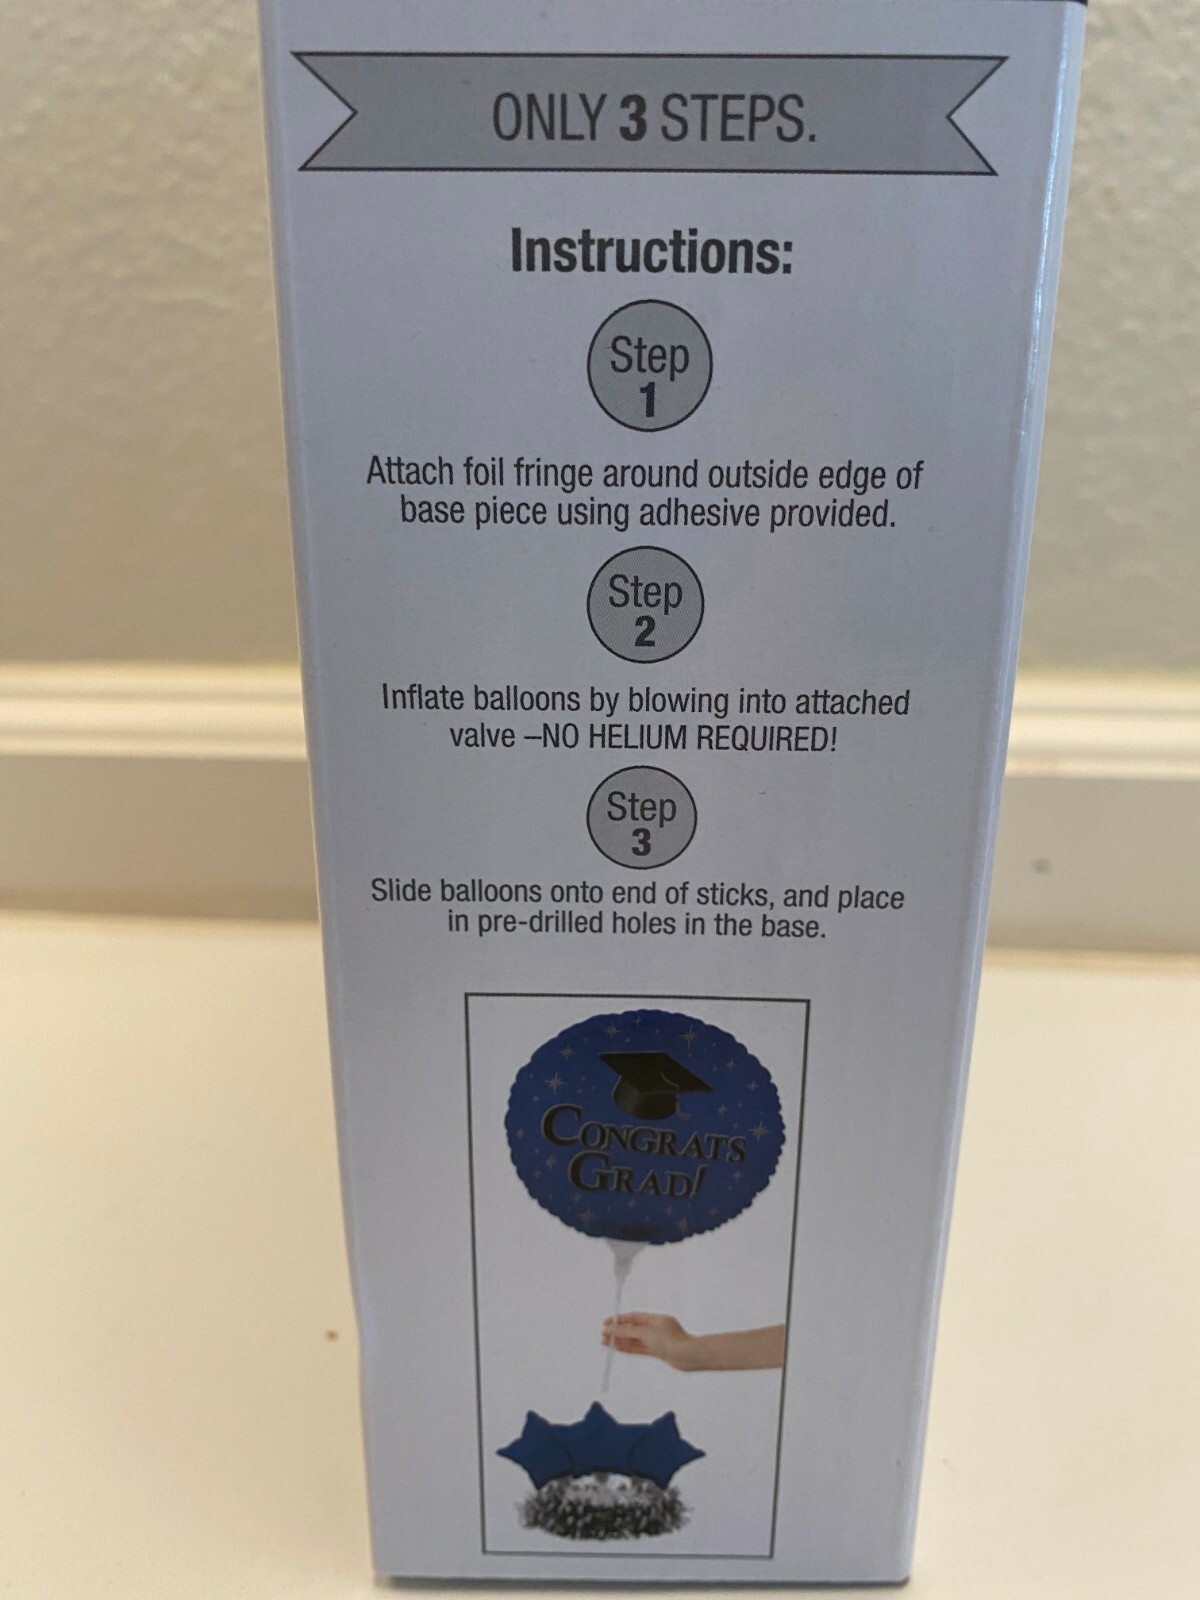 ONLY 3 STEPS.
Instructions:
Step
1
Attach foil fringe around outside edge of
base piece using adhesive provided.
Step
2
Inflate balloons by blowing into attached
valve –NO HELIUM REQUIRED!
Step
3
Slide balloons onto end of sticks, and place
in pre-drilled holes in the base.
CONGRATS
GRAD!